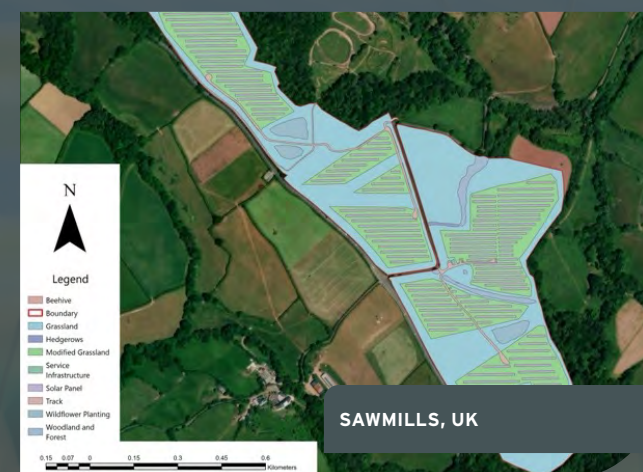 N
Legend
Beehive
Boundary
Grassland
Hedgerows
Modified Grassland
Service
Infrastructure
Solar Panel
Track
Wildflower Planting
Woodland and
Forest
0.15 0.07 0 0.15 0.3 0.45 0.6
Kilometers
SAWMILLS, UK